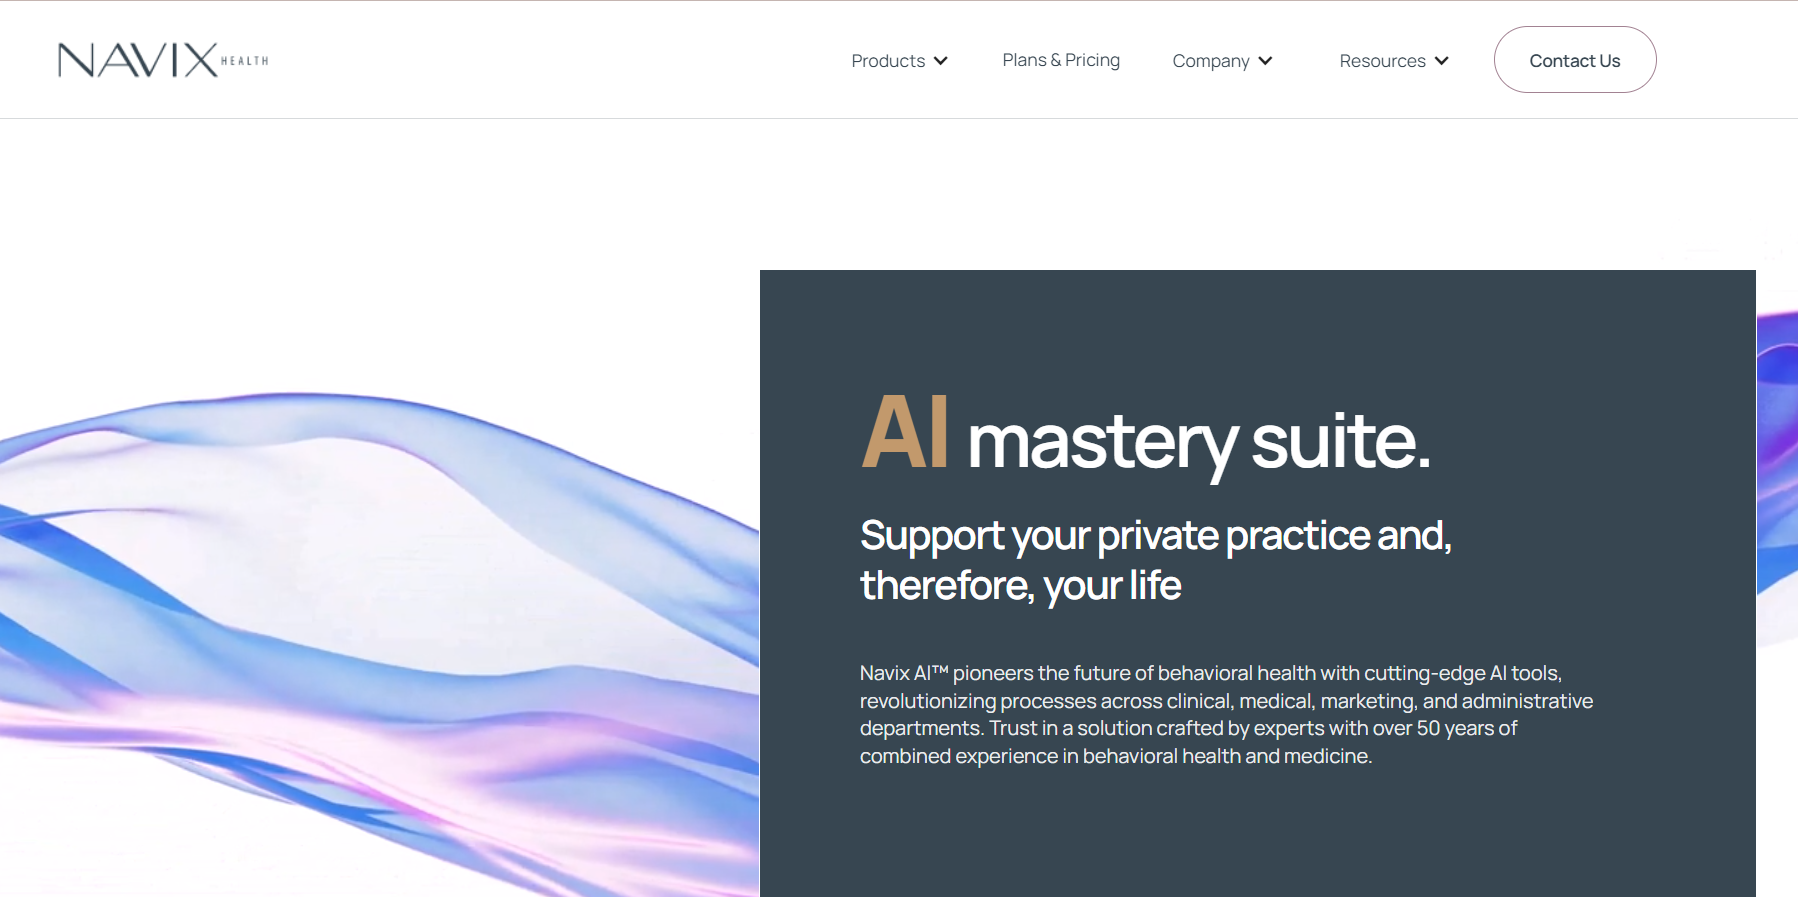 NAVIX HEALTH
Products
Plans & Pricing
Company
Resources
Contact Us
AI mastery suite.
Support your private practice and,
therefore, your life
Navix AI™ pioneers the future of behavioral health with cutting-edge AI tools,
revolutionizing processes across clinical, medical, marketing, and administrative
departments. Trust in a solution crafted by experts with over 50 years of
combined experience in behavioral health and medicine.